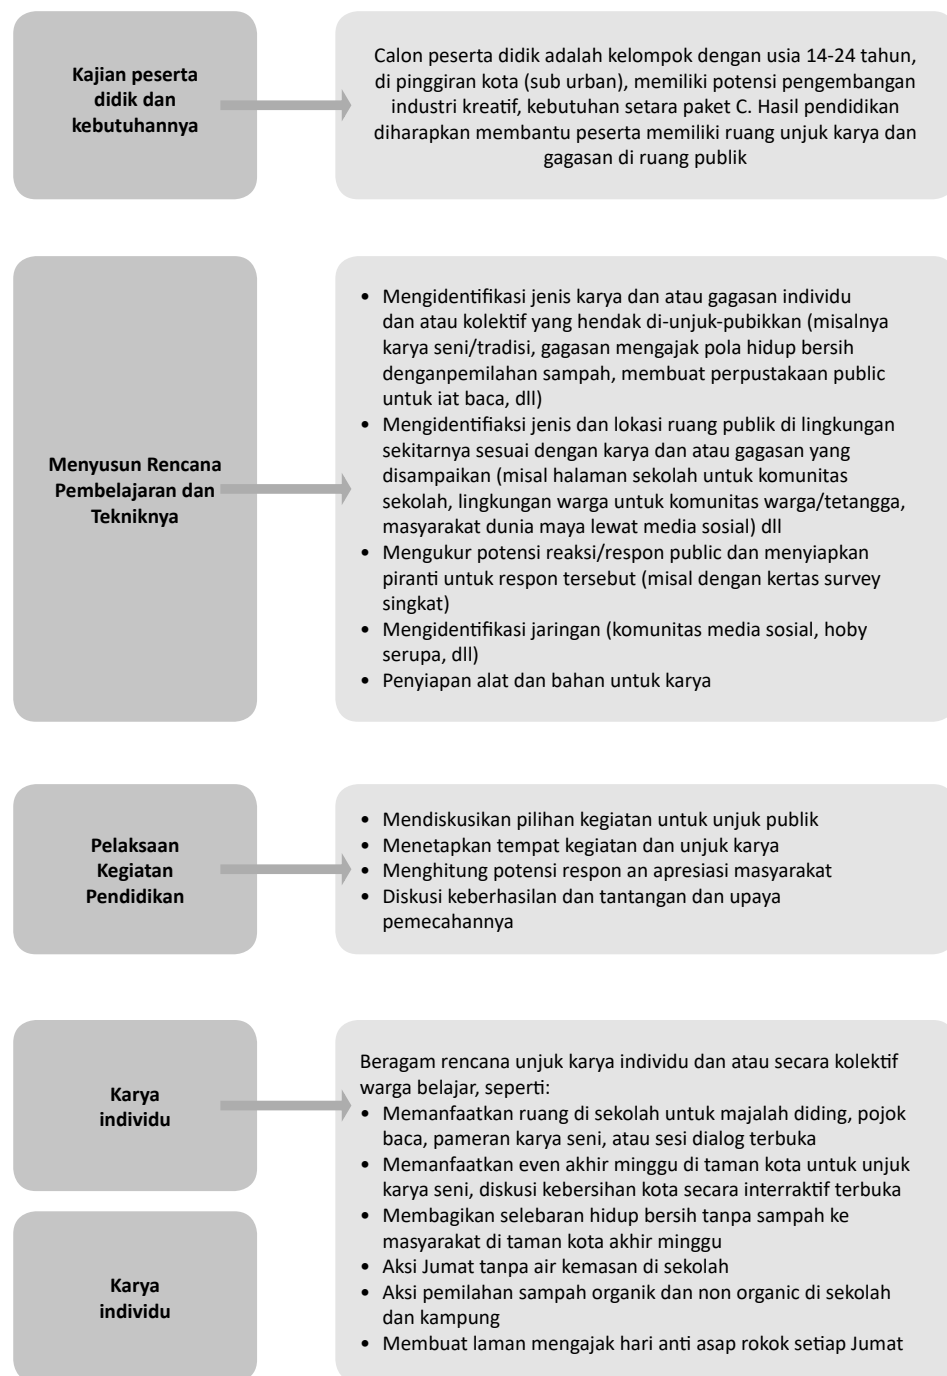 Kajian peserta
didik dan
kebutuhannya
Calon peserta didik adalah kelompok dengan usia 14-24 tahun,
di pinggiran kota (sub urban), memiliki potensi pengembangan
industri kreatif, kebutuhan setara paket C. Hasil pendidikan
diharapkan membantu peserta memiliki ruang unjuk karya dan
gagasan di ruang publik
Menyusun Rencana
Pembelajaran dan
Tekniknya
• Mengidentifikasi jenis karya dan atau gagasan individu
dan atau kolektif yang hendak di-unjuk-pubikkan (misalnya
karya seni/tradisi, gagasan mengajak pola hidup bersih
denganpemilahan sampah, membuat perpustakaan public
untuk iat baca, dll)
• Mengidentifiaksi jenis dan lokasi ruang publik di lingkungan
sekitarnya sesuai dengan karya dan atau gagasan yang
disampaikan (misal halaman sekolah untuk komunitas
sekolah, lingkungan warga untuk komunitas warga/tetangga,
masyarakat dunia maya lewat media sosial) dll
• Mengukur potensi reaksi/respon public dan menyiapkan
piranti untuk respon tersebut (misal dengan kertas survey
singkat)
• Mengidentifikasi jaringan (komunitas media sosial, hoby
serupa, dll)
• Penyiapan alat dan bahan untuk karya
Pelaksaan
Kegiatan
Pendidikan
• Mendiskusikan pilihan kegiatan untuk unjuk publik
• Menetapkan tempat kegiatan dan unjuk karya
• Menghitung potensi respon an apresiasi masyarakat
• Diskusi keberhasilan dan tantangan dan upaya
pemecahannya
Karya
individu
Karya
individu
Beragam rencana unjuk karya individu dan atau secara kolektif
warga belajar, seperti:
• Memanfaatkan ruang di sekolah untuk majalah diding, pojok
baca, pameran karya seni, atau sesi dialog terbuka
• Memanfaatkan even akhir minggu di taman kota untuk unjuk
karya seni, diskusi kebersihan kota secara interraktif terbuka
• Membagikan selebaran hidup bersih tanpa sampah ke
masyarakat di taman kota akhir minggu
• Aksi Jumat tanpa air kemasan di sekolah
• Aksi pemilahan sampah organik dan non organic di sekolah
dan kampung
• Membuat laman mengajak hari anti asap rokok setiap Jumat